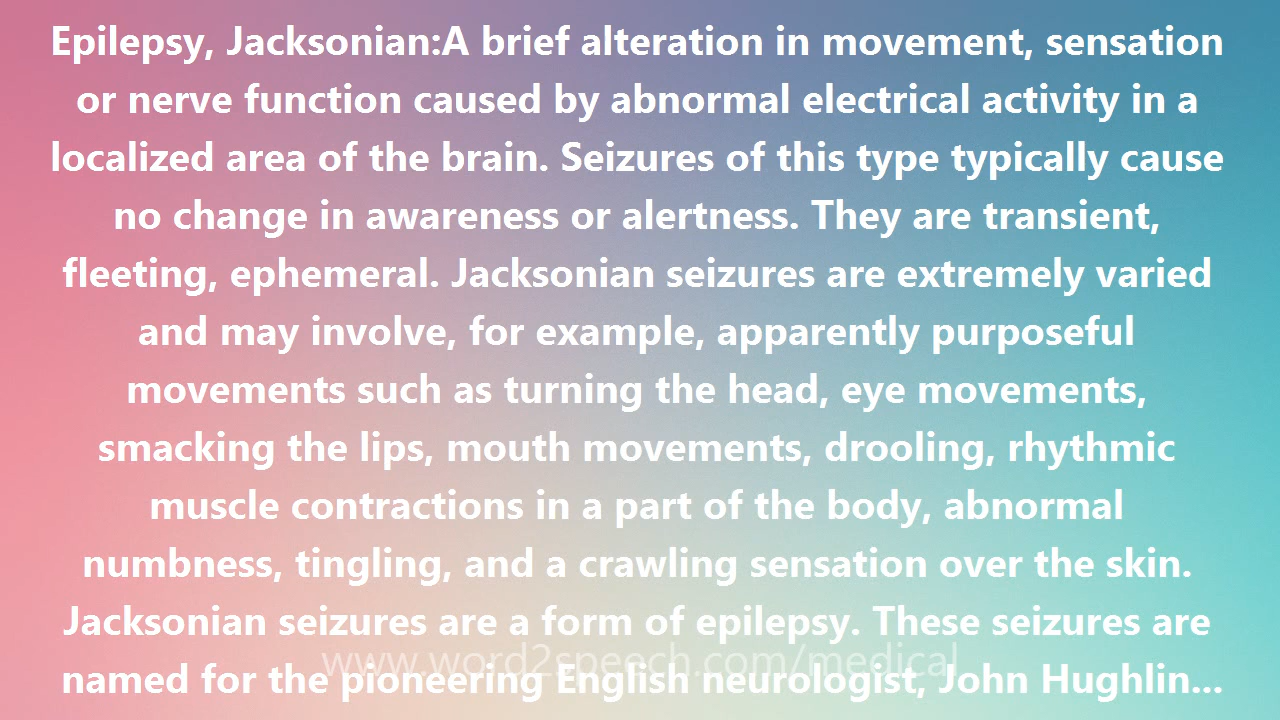 Epilepsy, Jacksonian:A brief alteration in movement, sensation
or nerve function caused by abnormal electrical activity in a
localized area of the brain. Seizures of this type typically cause
no change in awareness or alertness. They are transient,
fleeting, ephemeral. Jacksonian seizures are extremely varied
and may involve, for example, apparently purposeful
movements such as turning the head, eye movements,
smacking the lips, mouth movements, drooling, rhythmic
muscle contractions in a part of the body, abnormal
numbness, tingling, and a crawling sensation over the skin.
Jacksonian seizures are a form of epilepsy. These seizures are
www.word2speech.com/medical
named for the pioneering English neurologist, John Hughlin...